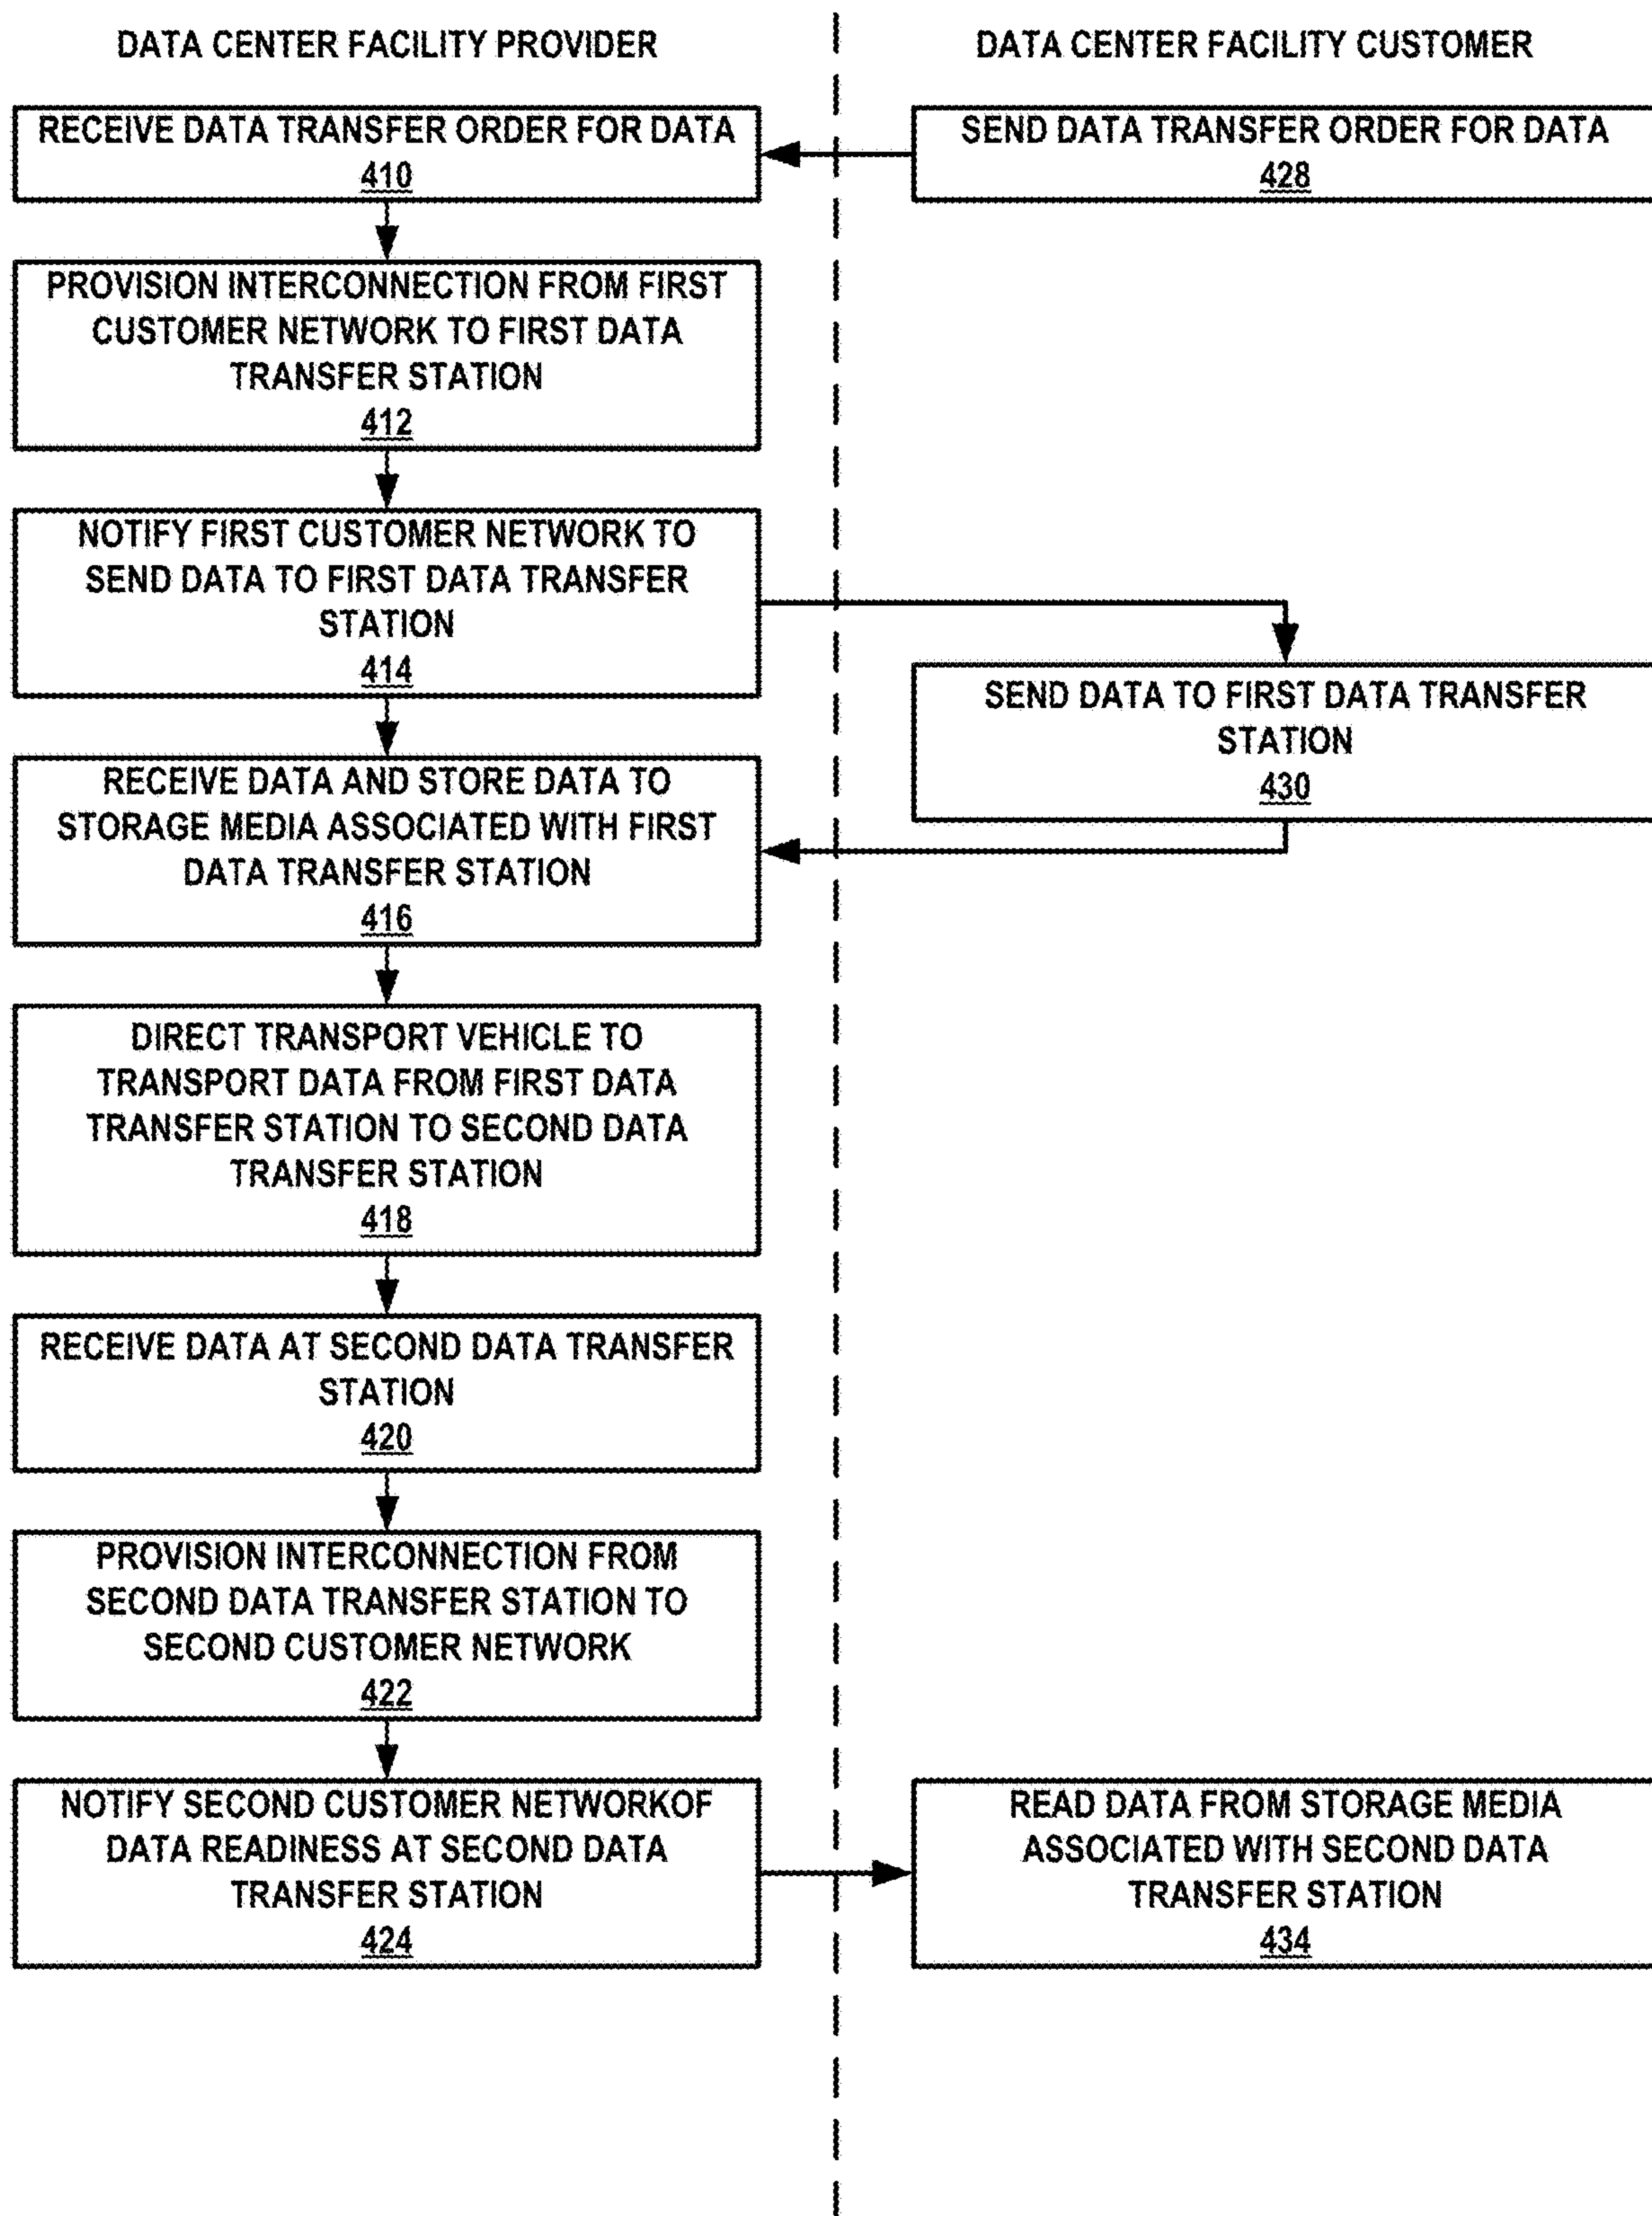 DATA CENTER FACILITY PROVIDER
DATA CENTER FACILITY CUSTOMER
RECEIVE DATA TRANSFER ORDER FOR DATA
410
SEND DATA TRANSFER ORDER FOR DATA
428
PROVISION INTERCONNECTION FROM FIRST
CUSTOMER NETWORK TO FIRST DATA
TRANSFER STATION
412
NOTIFY FIRST CUSTOMER NETWORK TO
SEND DATA TO FIRST DATA TRANSFER
STATION
414
SEND DATA TO FIRST DATA TRANSFER
STATION
430
RECEIVE DATA AND STORE DATA TO
STORAGE MEDIA ASSOCIATED WITH FIRST
DATA TRANSFER STATION
416
DIRECT TRANSPORT VEHICLE TO
TRANSPORT DATA FROM FIRST DATA
TRANSFER STATION TO SECOND DATA
TRANSFER STATION
418
RECEIVE DATA AT SECOND DATA TRANSFER
STATION
420
PROVISION INTERCONNECTION FROM
SECOND DATA TRANSFER STATION TO
SECOND CUSTOMER NETWORK
422
NOTIFY SECOND CUSTOMER NETWORKOF
DATA READINESS AT SECOND DATA
TRANSFER STATION
424
READ DATA FROM STORAGE MEDIA
ASSOCIATED WITH SECOND DATA
TRANSFER STATION
434